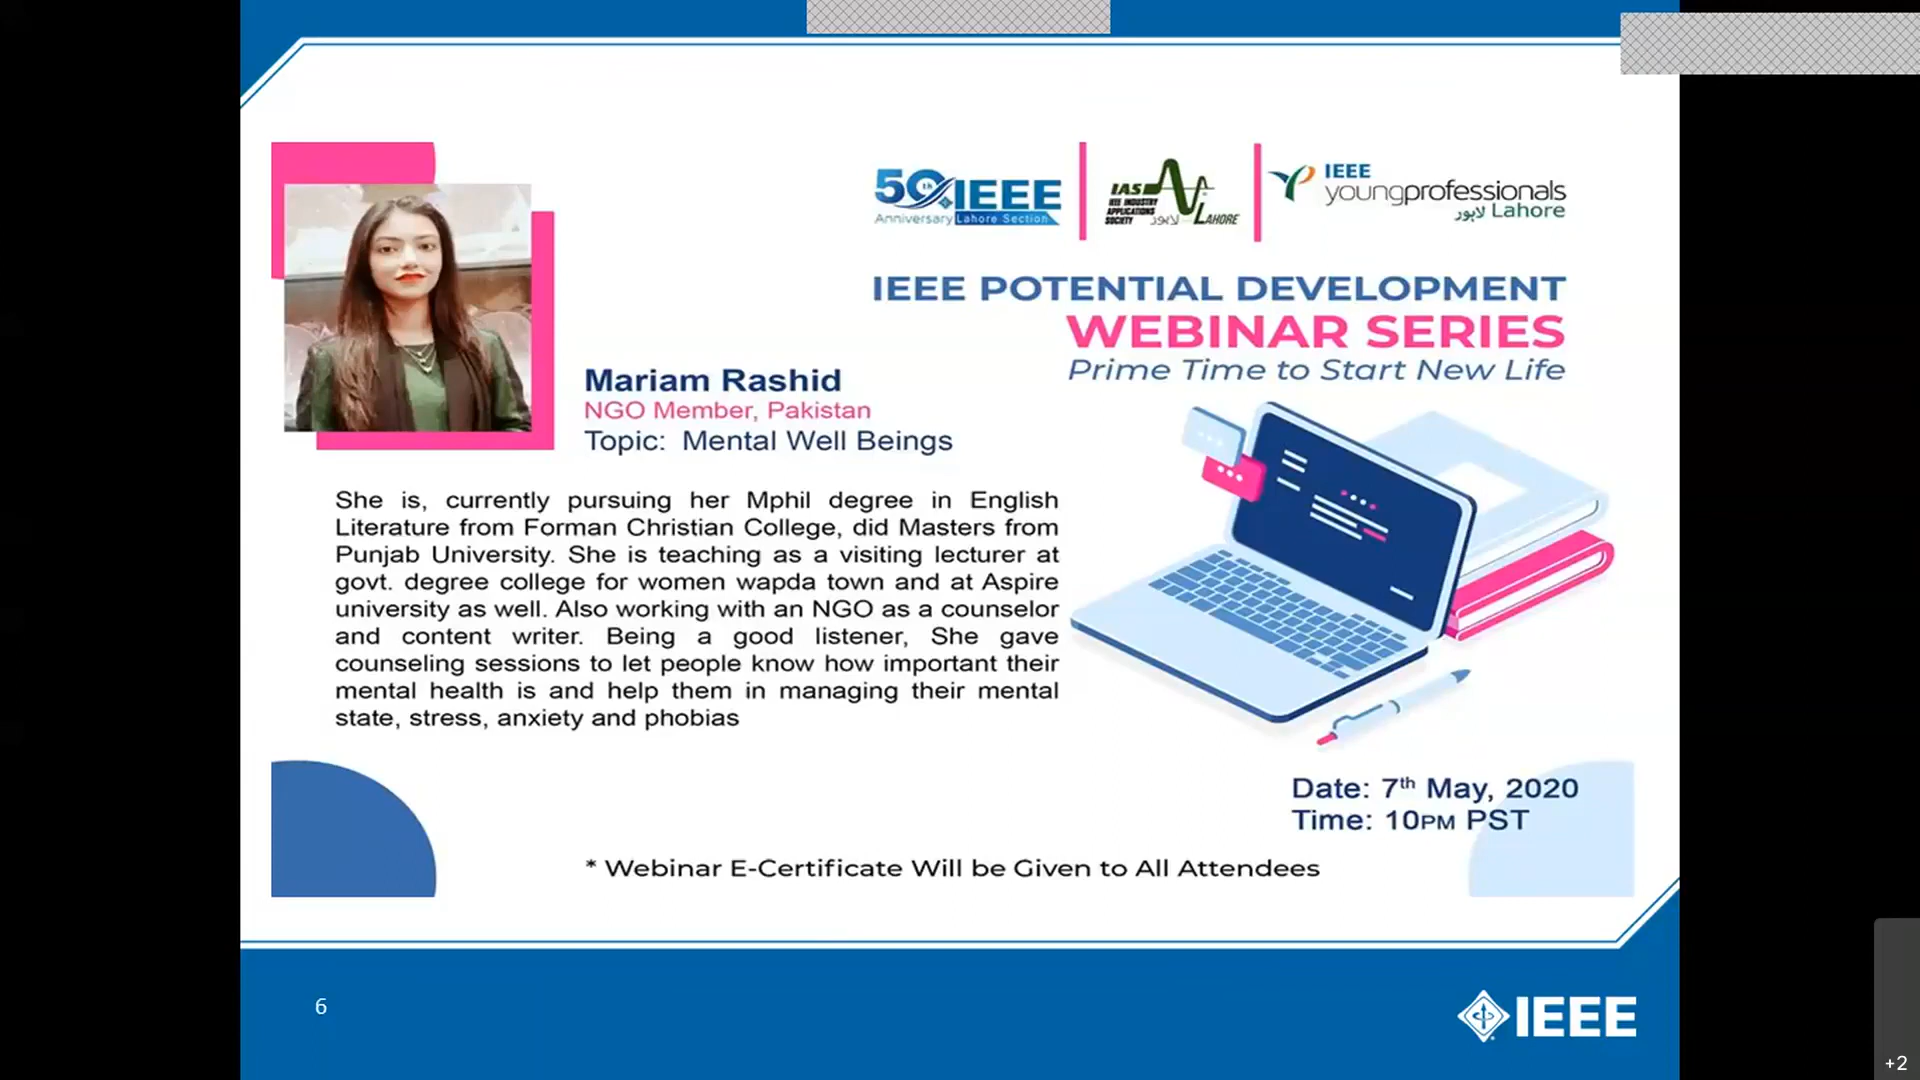 50th IEEE
Anniversary Lahore Section
IAS
IEEE INDUSTRY
APPLICATIONS
SOCIETY لاہور LAHORE
IEEE
youngprofessionals
لاہور Lahore
IEEE POTENTIAL DEVELOPMENT
WEBINAR SERIES
Prime Time to Start New Life
Mariam Rashid
NGO Member, Pakistan
Topic: Mental Well Beings
She is, currently pursuing her Mphil degree in English
Literature from Forman Christian College, did Masters from
Punjab University. She is teaching as a visiting lecturer at
govt. degree college for women wapda town and at Aspire
university as well. Also working with an NGO as a counselor
and content writer. Being a good listener, She gave
counseling sessions to let people know how important their
mental health is and help them in managing their mental
state, stress, anxiety and phobias
Date: 7th May, 2020
Time: 10PM PST
* Webinar E-Certificate Will be Given to All Attendees
6
IEEE
+2